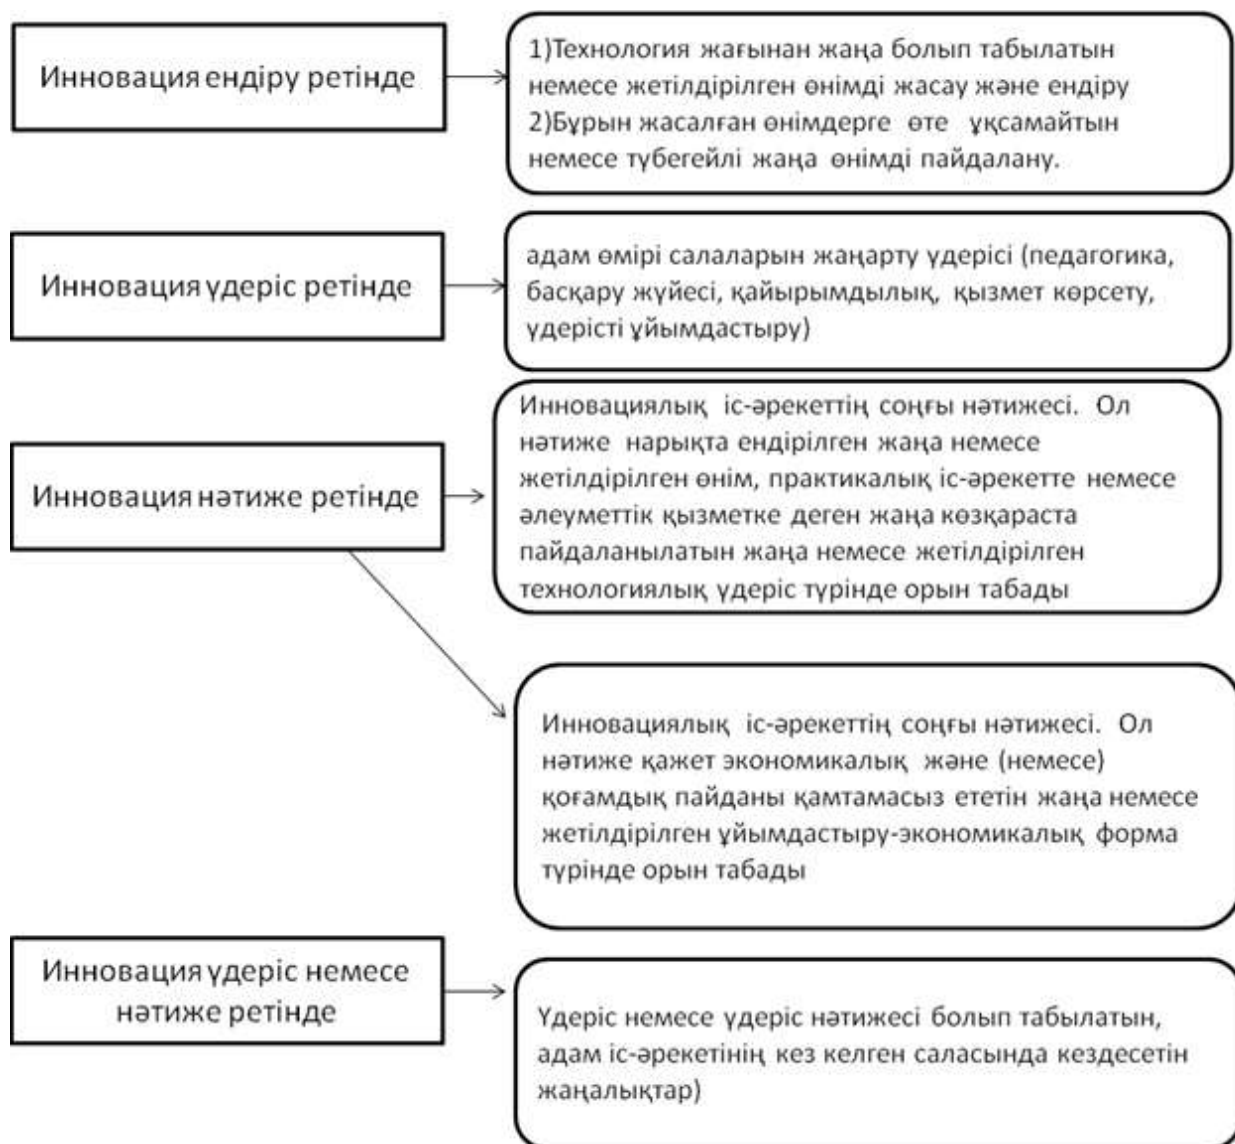 Инновация ендіру ретінде
1)Технология жағынан жаңа болып табылатын
немесе жетілдірілген өнімді жасау және ендіру
2)Бұрын жасалған өнімдерге өте ұқсамайтын
немесе түбегейлі жаңа өнімді пайдалану.
Инновация үдеріс ретінде
адам өмірі салаларын жаңарту үдерісі (педагогика,
басқару жүйесі, қайырымдылық, қызмет көрсету,
үдерісті ұйымдастыру)
Инновация нәтиже ретінде
Инновациялық іс-әрекеттің соңғы нәтижесі. Ол
нәтиже нарықта ендірілген жаңа немесе
жетілдірілген өнім, практикалық іс-әрекетте немесе
әлеуметтік қызметке деген жаңа көзқараста
пайдаланылатын жаңа немесе жетілдірілген
технологиялық үдеріс түрінде орын табады
Инновациялық іс-әрекеттің соңғы нәтижесі. Ол
нәтиже қажет экономикалық және (немесе)
қоғамдық пайданы қамтамасыз ететін жаңа немесе
жетілдірілген ұйымдастыру-экономикалық форма
түрінде орын табады
Инновация үдеріс немесе
нәтиже ретінде
Үдеріс немесе үдеріс нәтижесі болып табылатын,
адам іс-әрекетінің кез келген саласында кездесетін
жаңалықтар)